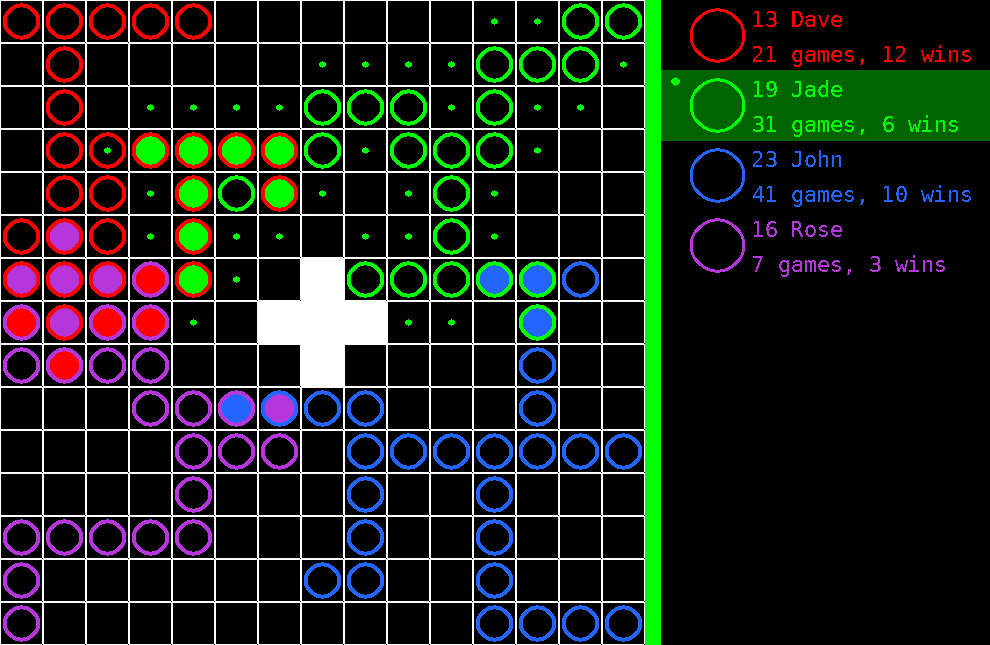 13 Dave
21 games, 12 wins
19 Jade
31 games, 6 wins
23 John
41 games, 10 wins
16 Rose
7 games, 3 wins